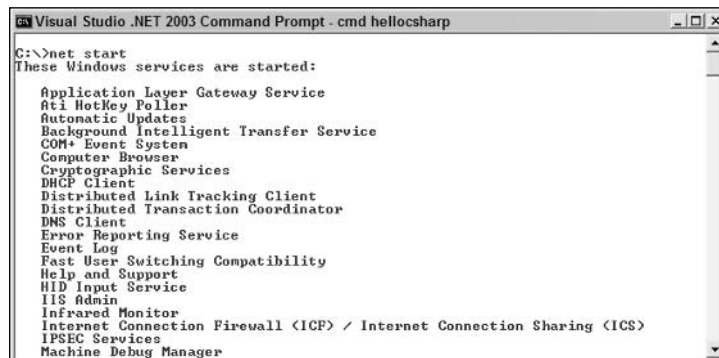 Visual Studio .NET 2003 Command Prompt - cmd hellocsharp
C:\>net start
These Windows services are started:
Application Layer Gateway Service
Ati HotKey Poller
Automatic Updates
Background Intelligent Transfer Service
COM+ Event System
Computer Browser
Cryptographic Services
DHCP Client
Distributed Link Tracking Client
Distributed Transaction Coordinator
DNS Client
Error Reporting Service
Event Log
Fast User Switching Compatibility
Help and Support
HID Input Service
IIS Admin
Infrared Monitor
Internet Connection Firewall (ICF) / Internet Connection Sharing (ICS)
IPSEC Services
Machine Debug Manager